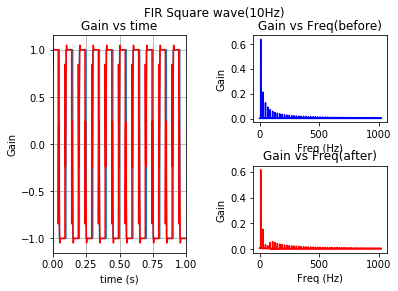 FIR Square wave(10Hz)
Gain vs time
Gain
1.0
0.5
0.0
−0.5
−1.0
0.00 0.25 0.50 0.75 1.00
time (s)
Gain vs Freq(before)
Gain
0.6
0.4
0.2
0.0
0 500 1000
Freq (Hz)
Gain vs Freq(after)
Gain
0.6
0.4
0.2
0.0
0 500 1000
Freq (Hz)